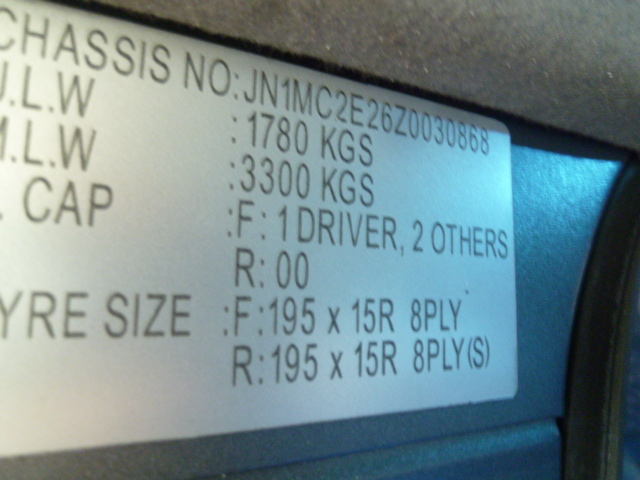 CHASSIS NO:JN1MC2E26Z0030868
U.L.W :1780 KGS
M.L.W :3300 KGS
. CAP :F: 1 DRIVER, 2 OTHERS
R: 00
YRE SIZE :F:195 x 15R 8PLY
R:195 x 15R 8PLY(S)